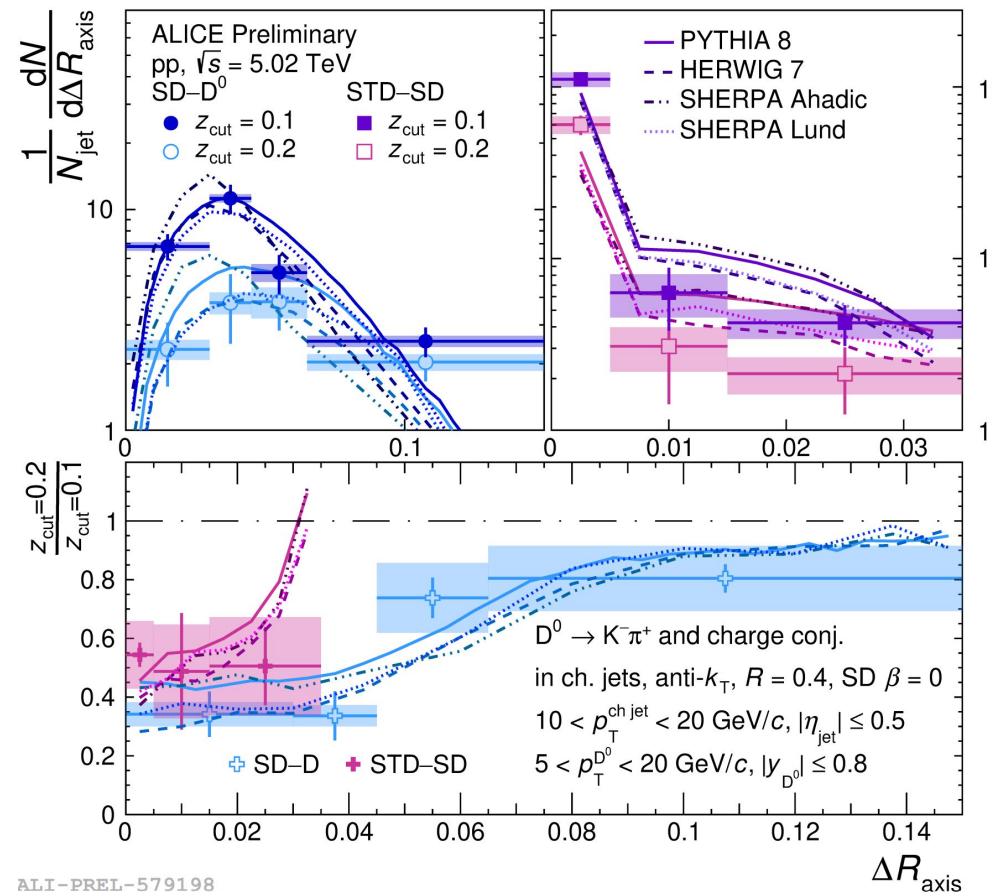 1/N_jet dN/dΔR_axis
ALICE Preliminary
pp, √s = 5.02 TeV
SD−D⁰ STD−SD
z_cut = 0.1 z_cut = 0.1
z_cut = 0.2 z_cut = 0.2
PYTHIA 8
HERWIG 7
SHERPA Ahadic
SHERPA Lund
10
1
1
1
1
0 0.1
0 0.01 0.02 0.03
z_cut=0.2
z_cut=0.1
1
0.8
0.6
0.4
0.2
0
D⁰ → K⁻π⁺ and charge conj.
in ch. jets, anti-k_T, R = 0.4, SD β = 0
10 < p_T^ch jet < 20 GeV/c, |η_jet| ≤ 0.5
5 < p_T^D⁰ < 20 GeV/c, |y_D⁰| ≤ 0.8
SD−D STD−SD
0 0.02 0.04 0.06 0.08 0.1 0.12 0.14
ΔR_axis
ALI-PREL-579198